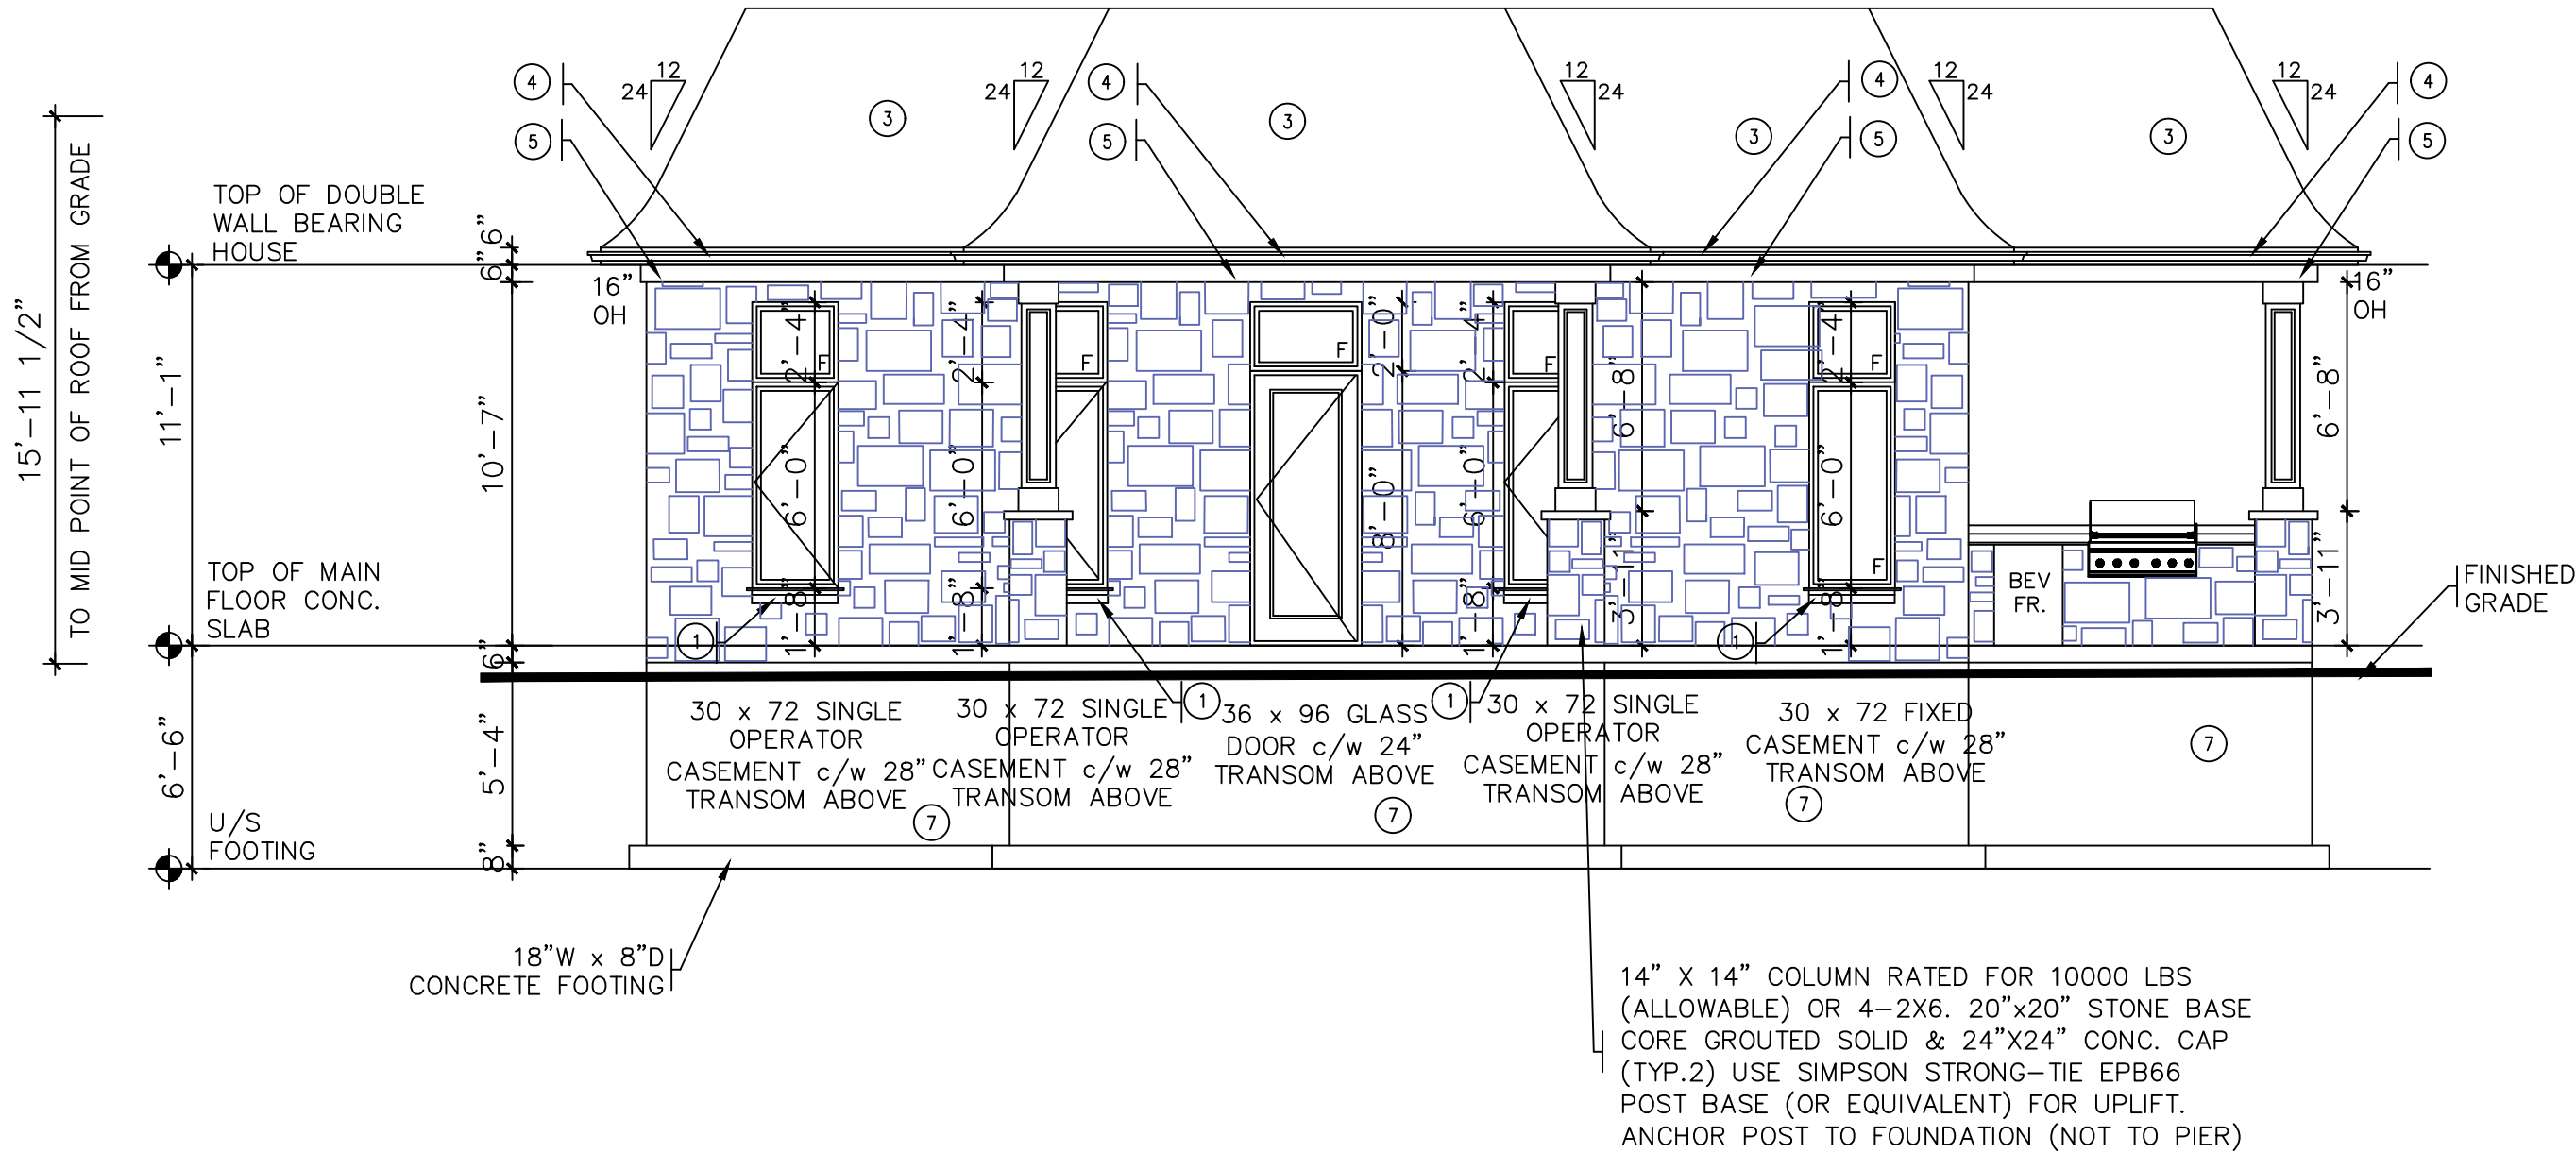 12
24
12
24
12
24
12
24
12
24
4
4
4
4
5
5
5
5
3
3
3
3
15'-11 1/2"
TO MID POINT OF ROOF FROM GRADE
TOP OF DOUBLE
WALL BEARING
HOUSE
6"
6"
11'-1"
10'-7"
16"
OH
16"
OH
2'-4"
2'-4"
2'-0"
2'-4"
2'-4"
F
F
F
F
F
F
6'-0"
6'-0"
8'-0"
6'-0"
6'-0"
6'-8"
6'-8"
1'-8"
1'-8"
1'-8"
1'-8"
3'-11"
3'-11"
BEV
FR.
TOP OF MAIN
FLOOR CONC.
SLAB
FINISHED
GRADE
1
1
1
1
6"
6'-6"
5'-4"
8"
30 x 72 SINGLE
OPERATOR
CASEMENT c/w 28"
TRANSOM ABOVE
30 x 72 SINGLE
OPERATOR
CASEMENT c/w 28"
TRANSOM ABOVE
36 x 96 GLASS
DOOR c/w 24"
TRANSOM ABOVE
30 x 72 SINGLE
OPERATOR
CASEMENT c/w 28"
TRANSOM ABOVE
30 x 72 FIXED
CASEMENT c/w 28"
TRANSOM ABOVE
7
7
7
7
U/S
FOOTING
18"W x 8"D
CONCRETE FOOTING
14" X 14" COLUMN RATED FOR 10000 LBS
(ALLOWABLE) OR 4-2X6. 20"x20" STONE BASE
CORE GROUTED SOLID & 24"X24" CONC. CAP
(TYP.2) USE SIMPSON STRONG-TIE EPB66
POST BASE (OR EQUIVALENT) FOR UPLIFT.
ANCHOR POST TO FOUNDATION (NOT TO PIER)